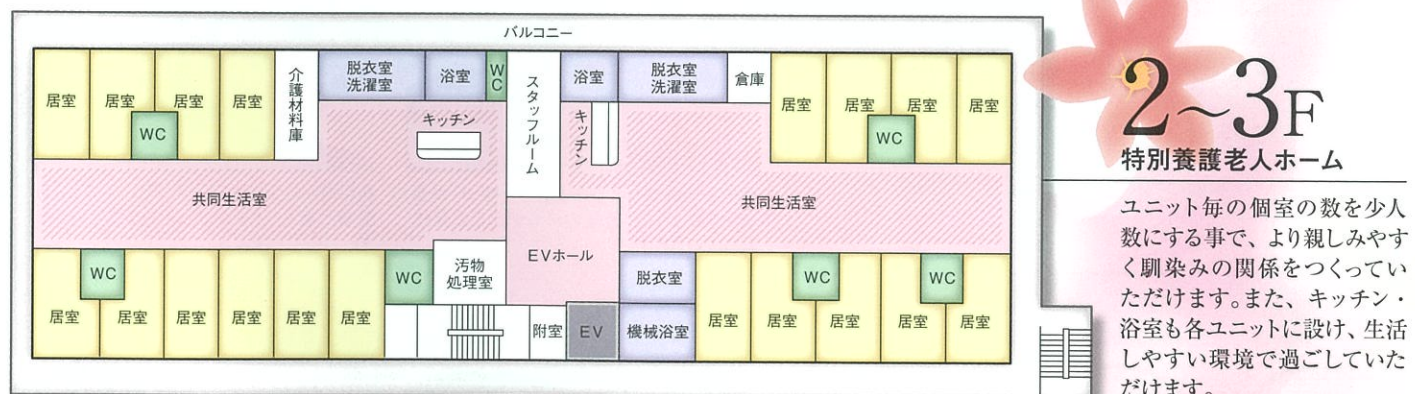 バルコニー
居室
居室
居室
居室
WC
介護材料庫
脱衣室
洗濯室
浴室
WC
キッチン
スタッフルーム
浴室
脱衣室
洗濯室
倉庫
キッチン
居室
居室
居室
居室
WC
共同生活室
共同生活室
EVホール
WC
居室
居室
居室
居室
居室
居室
WC
汚物
処理室
附室
EV
脱衣室
機械浴室
WC
WC
居室
居室
居室
居室
居室
2～3F
特別養護老人ホーム
ユニット毎の個室の数を少人
数にする事で、より親しみやす
く馴染みの関係をつくってい
ただけます。また、キッチン・
浴室も各ユニットに設け、生活
しやすい環境で過ごしていた
だけます。